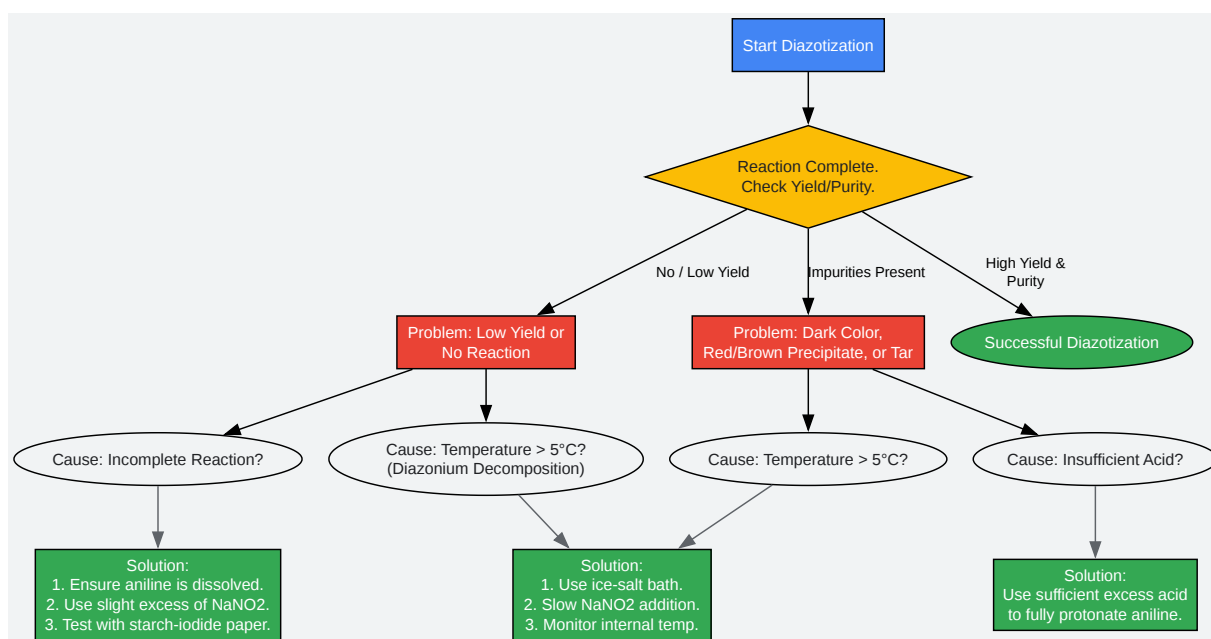 Start Diazotization
Reaction Complete.
Check Yield/Purity.
No / Low Yield
Impurities Present
High Yield &
Purity
Problem: Low Yield or
No Reaction
Problem: Dark Color,
Red/Brown Precipitate, or Tar
Successful Diazotization
Cause: Incomplete Reaction?
Cause: Temperature > 5°C?
(Diazonium Decomposition)
Cause: Temperature > 5°C?
Cause: Insufficient Acid?
Solution:
1. Ensure aniline is dissolved.
2. Use slight excess of NaNO2.
3. Test with starch-iodide paper.
Solution:
1. Use ice-salt bath.
2. Slow NaNO2 addition.
3. Monitor internal temp.
Solution:
Use sufficient excess acid
to fully protonate aniline.